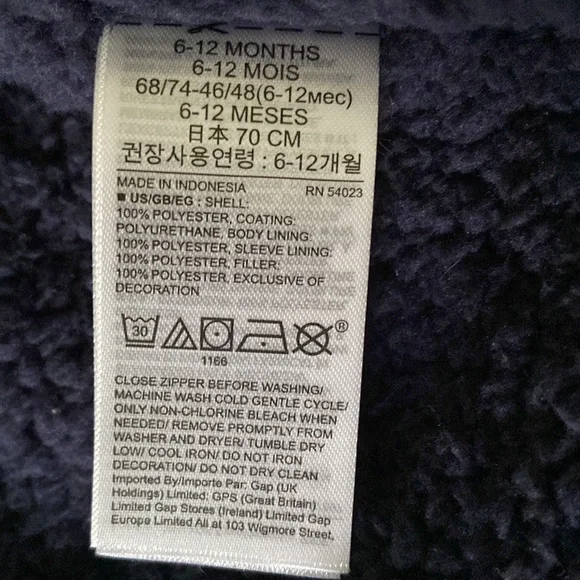 6-12 MONTHS
6-12 MOIS
68/74-46/48(6-12мес)
6-12 MESES
日本 70 CM
권장사용연령 : 6-12개월
MADE IN INDONESIA RN 54023
■ US/GB/EG : SHELL:
100% POLYESTER, COATING:
POLYURETHANE, BODY LINING:
100% POLYESTER, SLEEVE LINING:
100% POLYESTER, FILLER:
100% POLYESTER, EXCLUSIVE OF
DECORATION
30 ®
1166
CLOSE ZIPPER BEFORE WASHING/
MACHINE WASH COLD GENTLE CYCLE/
ONLY NON-CHLORINE BLEACH WHEN
NEEDED/ REMOVE PROMPTLY FROM
WASHER AND DRYER/ TUMBLE DRY
LOW/ COOL IRON/ DO NOT IRON
DECORATION/ DO NOT DRY CLEAN
Imported By/Importe Par: Gap (UK
Holdings) Limited; GPS (Great Britain)
Limited Gap Stores (Ireland) Limited Gap
Europe Limited All at 103 Wigmore Street,